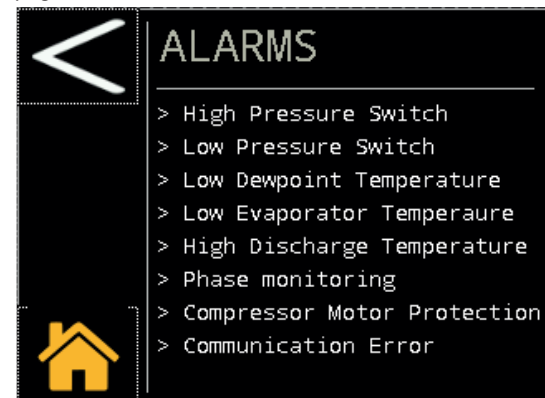 ALARMS
> High Pressure Switch
> Low Pressure Switch
> Low Dewpoint Temperature
> Low Evaporator Temperaure
> High Discharge Temperature
> Phase monitoring
> Compressor Motor Protection
> Communication Error